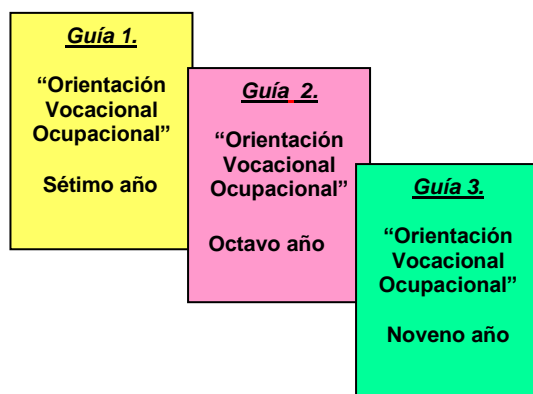 Guía 1.
“Orientación
Vocacional
Ocupacional”
Sétimo año
Guía 2.
“Orientación
Vocacional
Ocupacional”
Octavo año
Guía 3.
“Orientación
Vocacional
Ocupacional”
Noveno año